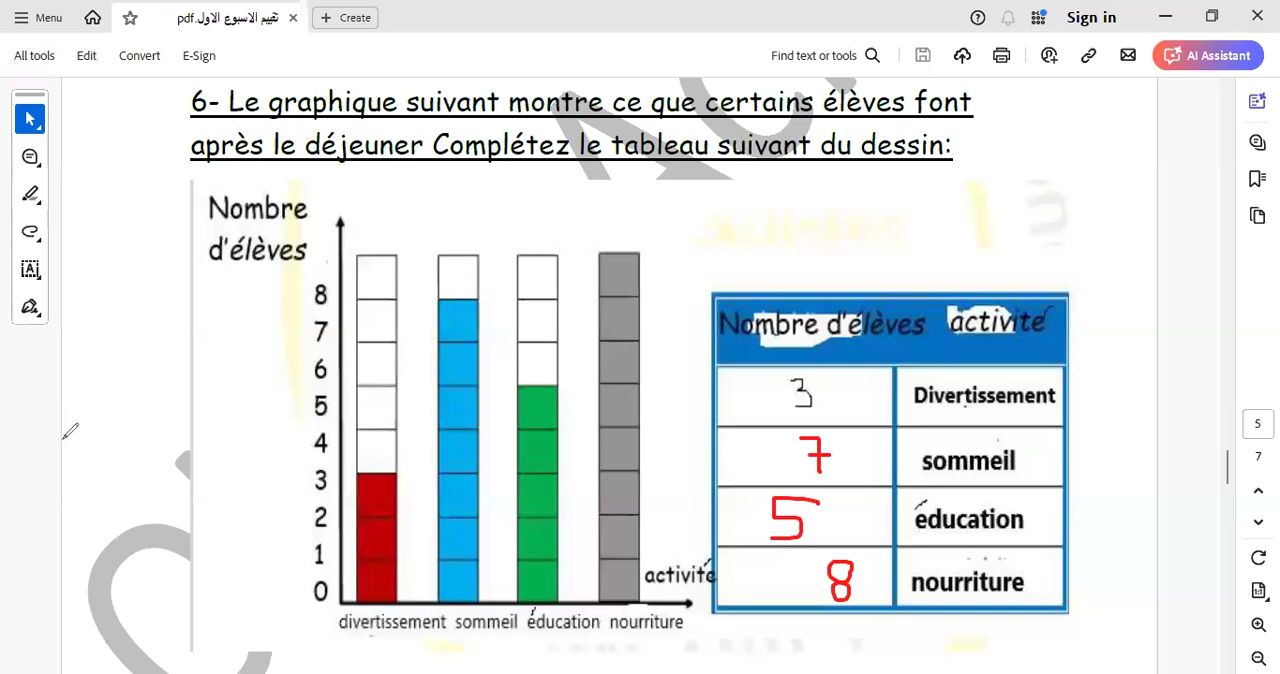 Menu
تقييم الاسبوع الاول.pdf
Create
Sign in
All tools Edit Convert E-Sign
Find text or tools
AI Assistant
6- Le graphique suivant montre ce que certains élèves font
après le déjeuner Complétez le tableau suivant du dessin:
Nombre
d'élèves
8
7
6
5
4
3
2
1
0
activité
divertissement sommeil éducation nourriture
Nombre d'élèves activité
3 Divertissement
7 sommeil
5 éducation
8 nourriture
5
7